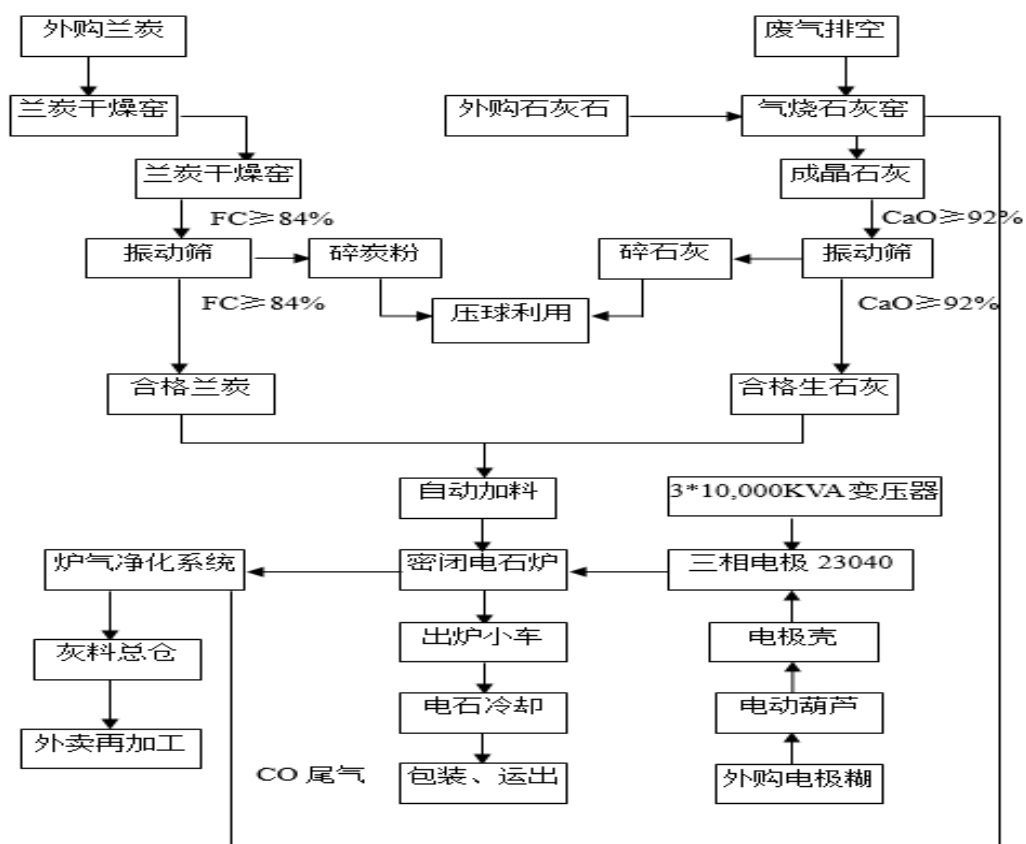 外购兰炭
废气排空
兰炭干燥窑
外购石灰石
气烧石灰窑
兰炭干燥窑
成晶石灰
FC≥84%
CaO≥92%
振动筛
碎炭粉
碎石灰
振动筛
FC≥84%
压球利用
CaO≥92%
合格兰炭
合格生石灰
自动加料
3*10,000KVA 变压器
炉气净化系统
密闭电石炉
三相电极 23040
灰料总仓
出炉小车
电极壳
电石冷却
电动葫芦
外卖再加工
CO 尾气
包装、运出
外购电极糊